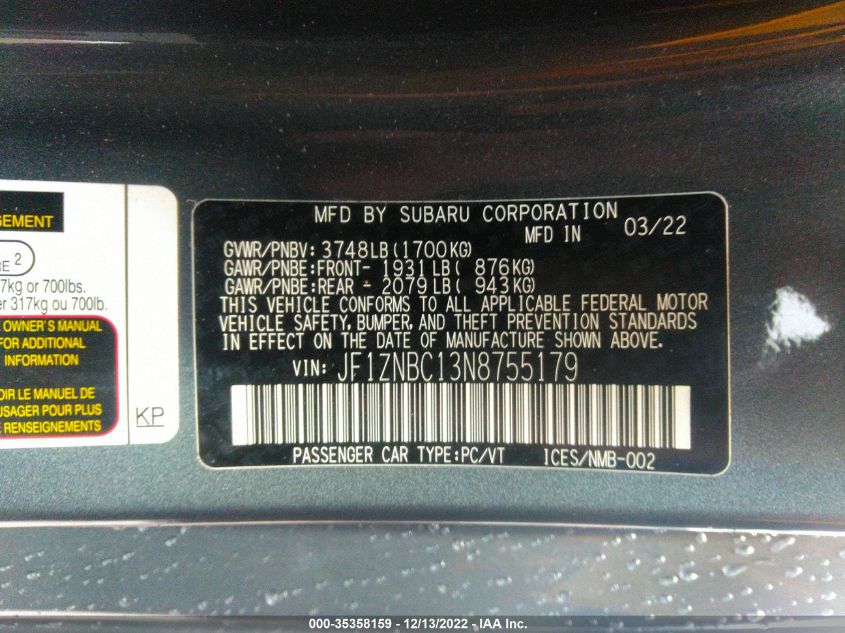 GEMENT
RE 2
7kg or 700lbs.
er 317kg ou 700lb.
E OWNER'S MANUAL
FOR ADDITIONAL
INFORMATION
OIR LE MANUEL DE
USAGER POUR PLUS
E RENSEIGNEMENTS
KP
MFD BY SUBARU CORPORATION
MFD IN 03/22
GVWR/PNBV: 3748LB(1700KG)
GAWR/PNBE:FRONT- 1931LB( 876KG)
GAWR/PNBE:REAR - 2079LB( 943KG)
THIS VEHICLE CONFORMS TO ALL APPLICABLE FEDERAL MOTOR
VEHICLE SAFETY, BUMPER, AND THEFT PREVENTION STANDARDS
IN EFFECT ON THE DATE OF MANUFACTURE SHOWN ABOVE.
VIN: JF1ZNBC13N8755179
PASSENGER CAR TYPE:PC/VT ICES/NMB-002
000-35358159 - 12/13/2022 - IAA Inc.